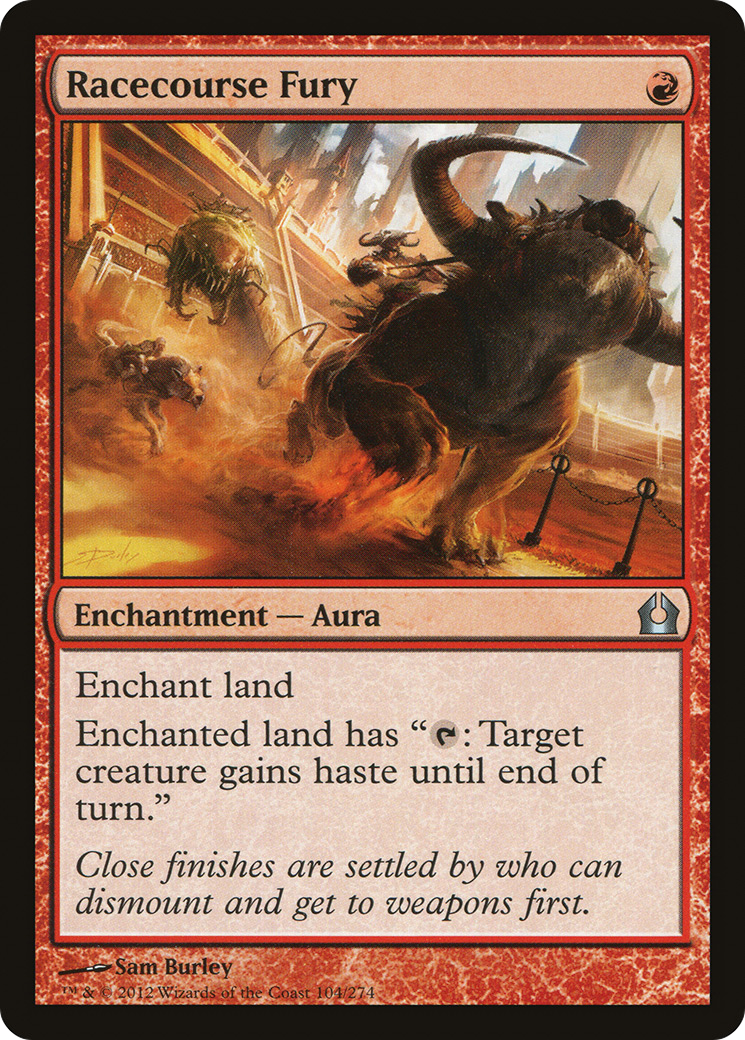 Racecourse Fury
Enchantment — Aura
Enchant land
Enchanted land has “: Target
creature gains haste until end of
turn.”
Close finishes are settled by who can
dismount and get to weapons first.
Sam Burley
™ & © 2012 Wizards of the Coast 104/274